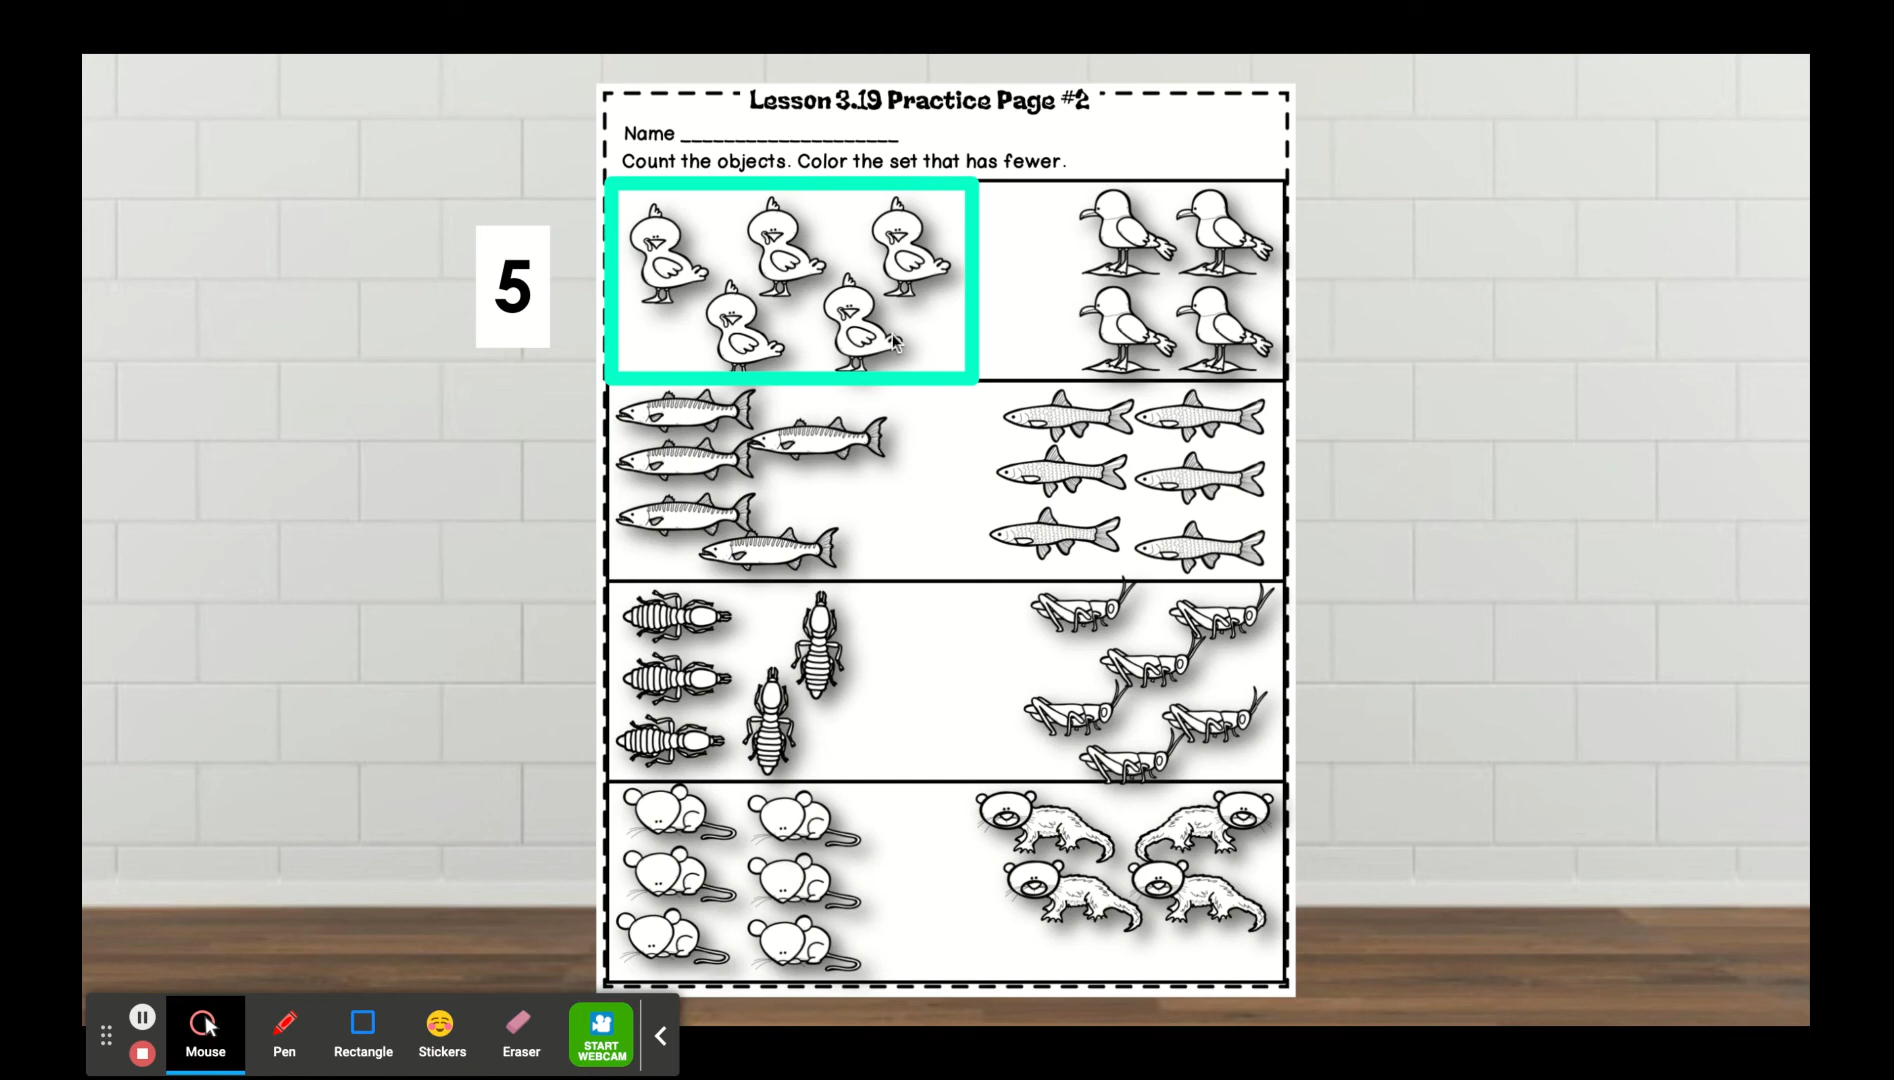 Lesson 3.19 Practice Page #2
Name ____________________
Count the objects. Color the set that has fewer.
5
Mouse
Pen
Rectangle
Stickers
Eraser
START
WEBCAM